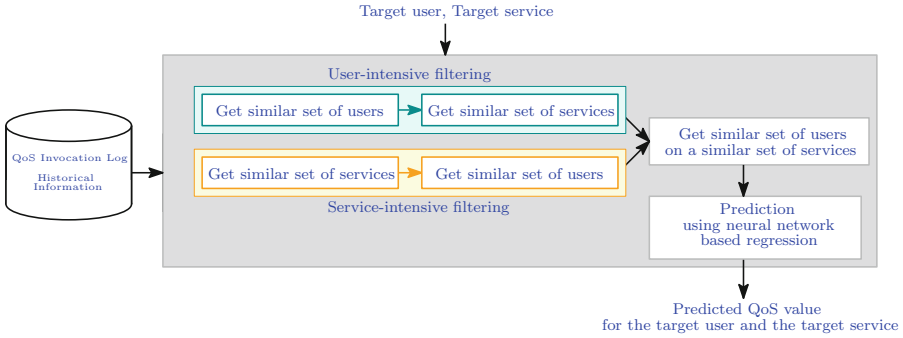 Target user, Target service
User-intensive filtering
Get similar set of users
Get similar set of services
QoS Invocation Log
Historical
Information
Get similar set of services
Get similar set of users
Service-intensive filtering
Get similar set of users
on a similar set of services
Prediction
using neural network
based regression
Predicted QoS value
for the target user and the target service